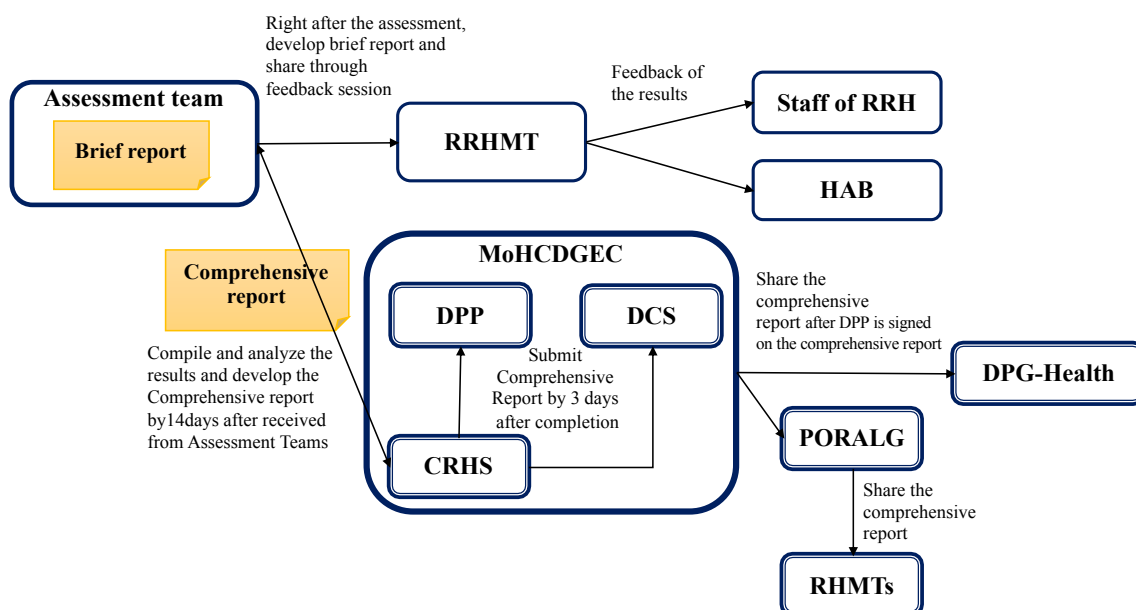 Right after the assessment,
develop brief report and
share through
feedback session
Assessment team
Brief report
RRHMT
Feedback of
the results
Staff of RRH
HAB
Comprehensive
report
Compile and analyze the
results and develop the
Comprehensive report
by14days after received
from Assessment Teams
MoHCDGEC
DPP
DCS
Submit
Comprehensive
Report by 3 days
after completion
CRHS
Share the
comprehensive
report after DPP is signed
on the comprehensive report
DPG-Health
PORALG
Share the
comprehensive
report
RHMTs